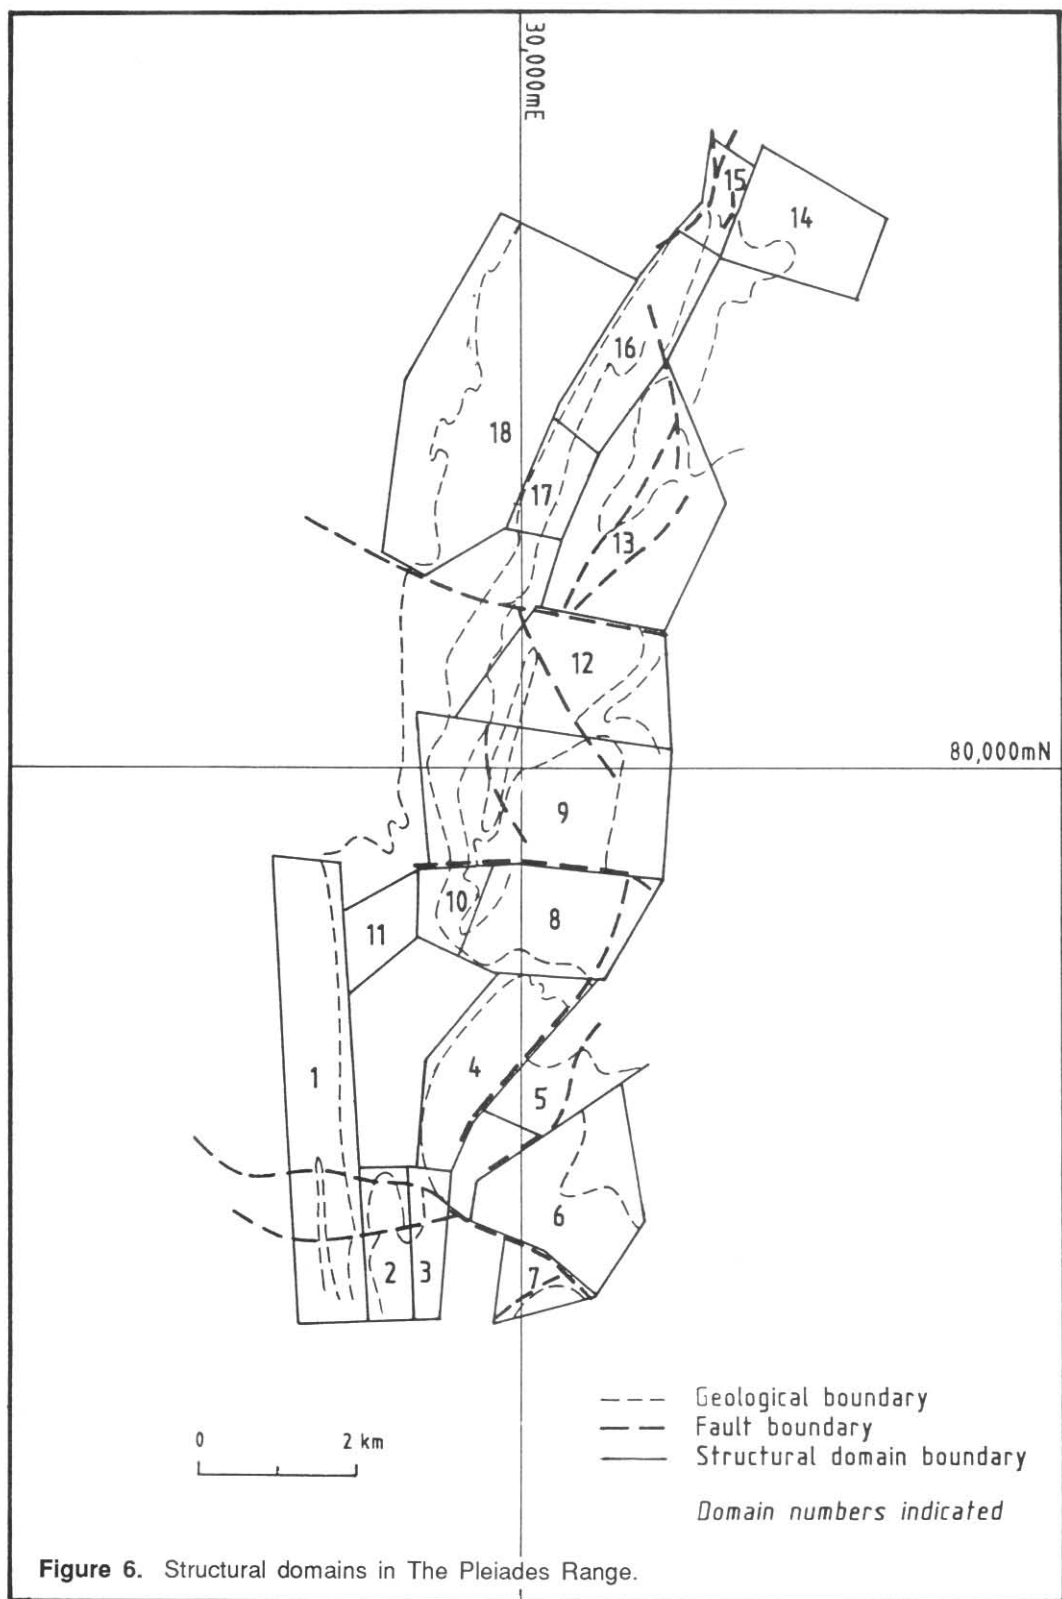 30,000mE
15
14
16
18
17
13
12
80,000mN
9
10
8
11
4
1
5
6
2
3
7
Geological boundary
Fault boundary
Structural domain boundary
Domain numbers indicated
0 2 km
Figure 6. Structural domains in The Pleiades Range.